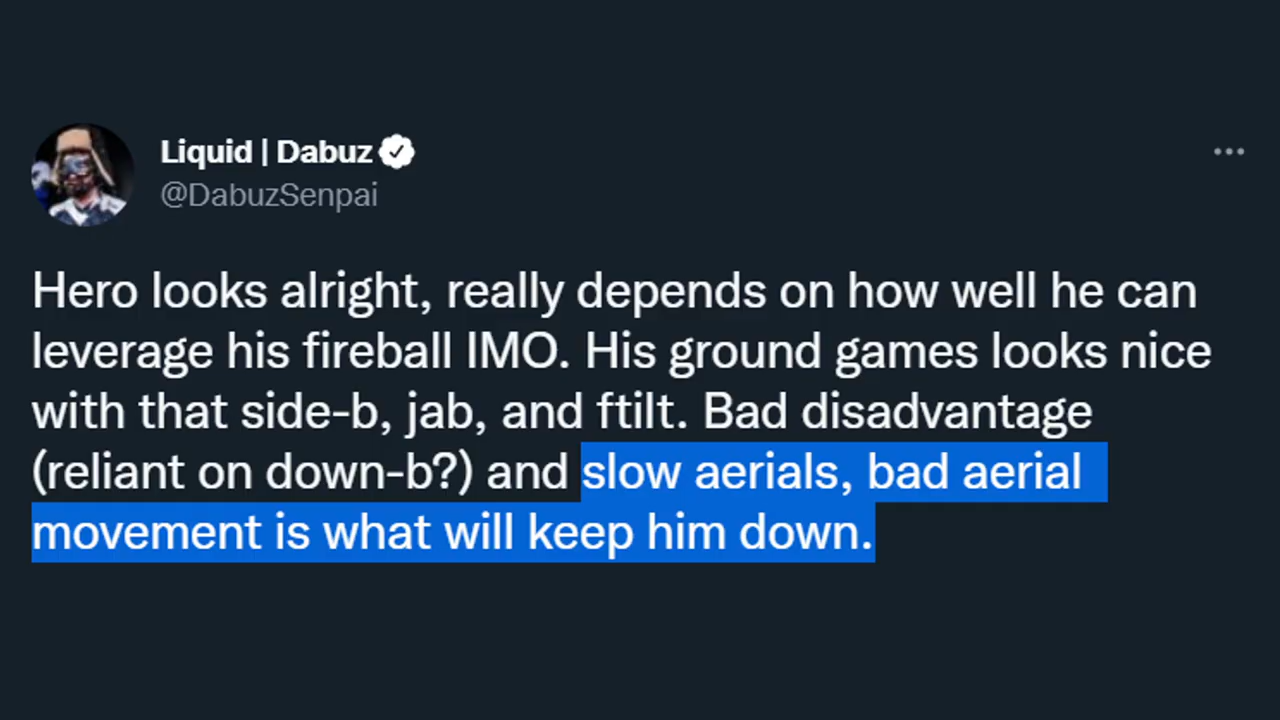 Liquid | Dabuz
@DabuzSenpai
Hero looks alright, really depends on how well he can
leverage his fireball IMO. His ground games looks nice
with that side-b, jab, and ftilt. Bad disadvantage
(reliant on down-b?) and slow aerials, bad aerial
movement is what will keep him down.